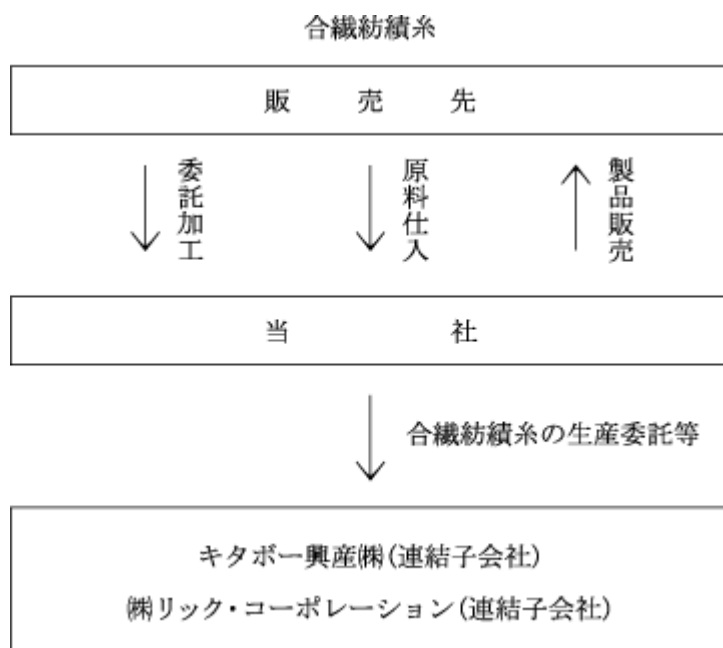 合繊紡績糸
販売先
委託加工
原料仕入
製品販売
当社
合繊紡績糸の生産委託等
キタボー興産㈱(連結子会社)
㈱リック・コーポレーション(連結子会社)